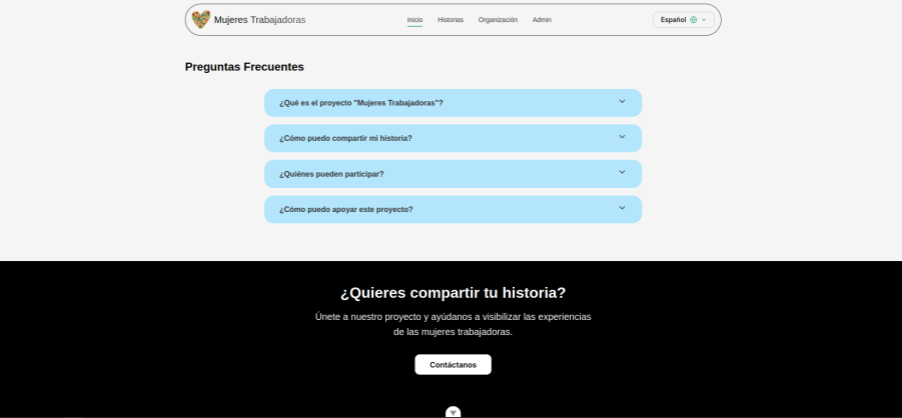 Mujeres Trabajadoras
Inicio
Historias
Organización
Admin
Español
Preguntas Frecuentes
¿Qué es el proyecto "Mujeres Trabajadoras"?
¿Cómo puedo compartir mi historia?
¿Quiénes pueden participar?
¿Cómo puedo apoyar este proyecto?
¿Quieres compartir tu historia?
Únete a nuestro proyecto y ayúdanos a visibilizar las experiencias
de las mujeres trabajadoras.
Contáctanos